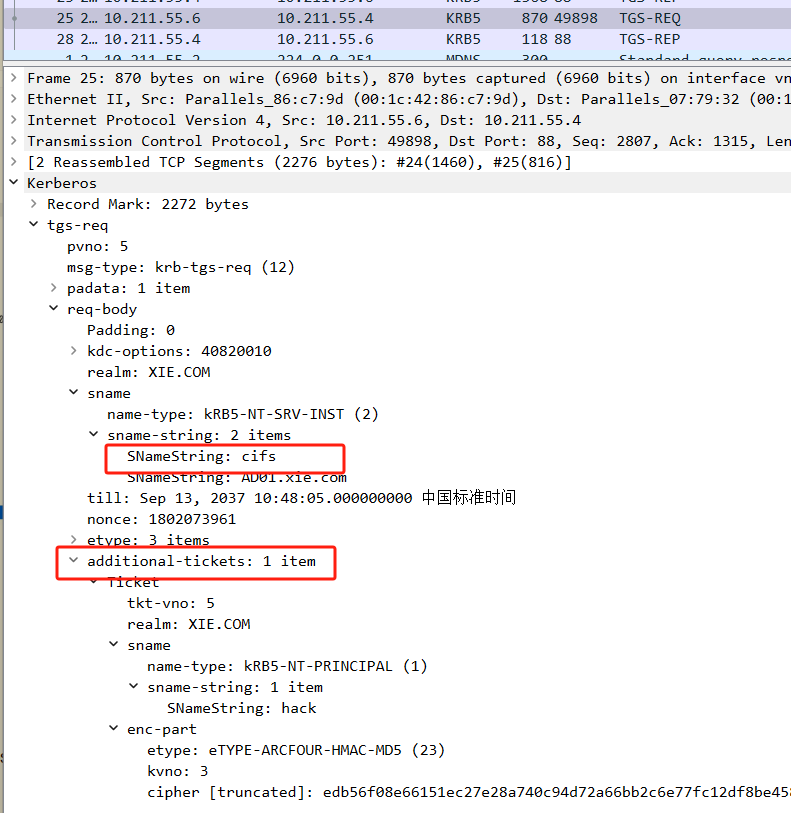 25 2… 10.211.55.6 10.211.55.4 KRB5 870 49898 TGS-REQ
28 2… 10.211.55.4 10.211.55.6 KRB5 118 88 TGS-REP
Frame 25: 870 bytes on wire (6960 bits), 870 bytes captured (6960 bits) on interface vn
Ethernet II, Src: Parallels_86:c7:9d (00:1c:42:86:c7:9d), Dst: Parallels_07:79:32 (00:1
Internet Protocol Version 4, Src: 10.211.55.6, Dst: 10.211.55.4
Transmission Control Protocol, Src Port: 49898, Dst Port: 88, Seq: 2807, Ack: 1315, Len
[2 Reassembled TCP Segments (2276 bytes): #24(1460), #25(816)]
Kerberos
Record Mark: 2272 bytes
tgs-req
pvno: 5
msg-type: krb-tgs-req (12)
padata: 1 item
req-body
Padding: 0
kdc-options: 40820010
realm: XIE.COM
sname
name-type: kRB5-NT-SRV-INST (2)
sname-string: 2 items
SNameString: cifs
SNameString: AD01.xie.com
till: Sep 13, 2037 10:48:05.000000000 中国标准时间
nonce: 1802073961
etype: 3 items
additional-tickets: 1 item
Ticket
tkt-vno: 5
realm: XIE.COM
sname
name-type: kRB5-NT-PRINCIPAL (1)
sname-string: 1 item
SNameString: hack
enc-part
etype: eTYPE-ARCFOUR-HMAC-MD5 (23)
kvno: 3
cipher [truncated]: edb56f08e66151ec27e28a740c94d72a66bb2c6e77fc12df8be458